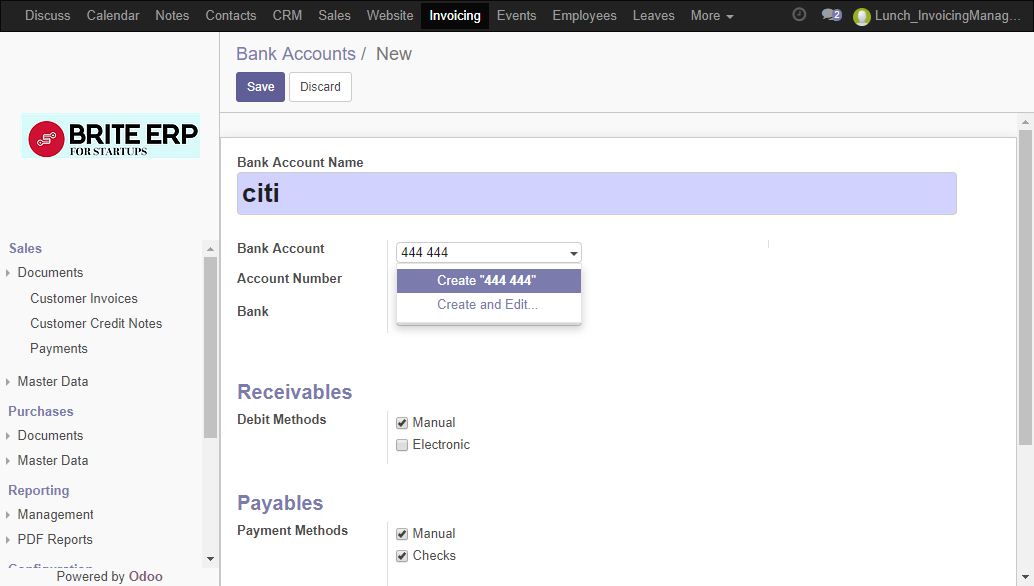 Discuss Calendar Notes Contacts CRM Sales Website Invoicing Events Employees Leaves More 2 Lunch_InvoicingManag...
Bank Accounts / New
Save Discard
BRITE ERP
FOR STARTUPS
Bank Account Name
citi
Sales
Documents
Customer Invoices
Customer Credit Notes
Payments
Master Data
Purchases
Documents
Master Data
Reporting
Management
PDF Reports
Configuration
Powered by Odoo
Bank Account 444 444
Create "444 444"
Create and Edit...
Account Number
Bank
Receivables
Debit Methods Manual
Electronic
Payables
Payment Methods Manual
Checks